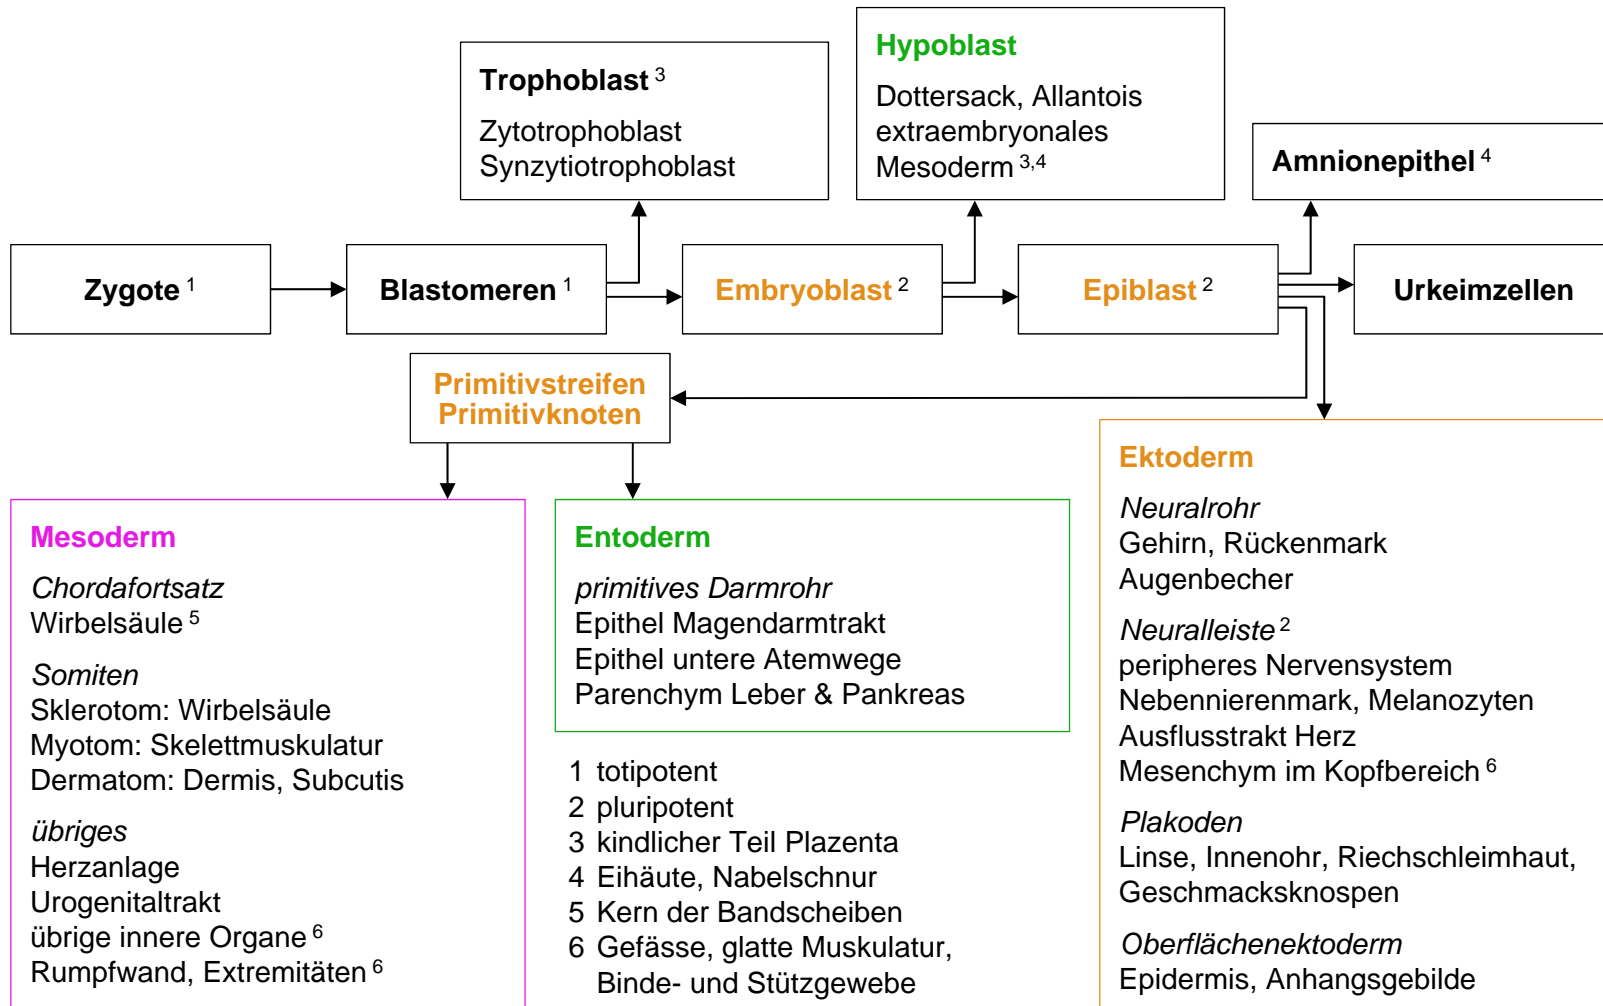 Trophoblast 3
Zytotrophoblast
Synzytiotrophoblast
Hypoblast
Dottersack, Allantois
extraembryonales
Mesoderm 3,4
Amnionepithel 4
Zygote 1
Blastomeren 1
Embryoblast 2
Epiblast 2
Urkeimzellen
Primitivstreifen
Primitivknoten
Mesoderm
Chordafortsatz
Wirbelsäule 5
Somiten
Sklerotom: Wirbelsäule
Myotom: Skelettmuskulatur
Dermatom: Dermis, Subcutis
übriges
Herzanlage
Urogenitaltrakt
übrige innere Organe 6
Rumpfwand, Extremitäten 6
Entoderm
primitives Darmrohr
Epithel Magendarmtrakt
Epithel untere Atemwege
Parenchym Leber & Pankreas
1 totipotent
2 pluripotent
3 kindlicher Teil Plazenta
4 Eihäute, Nabelschnur
5 Kern der Bandscheiben
6 Gefässe, glatte Muskulatur,
Binde- und Stützgewebe
Ektoderm
Neuralrohr
Gehirn, Rückenmark
Augenbecher
Neuralleiste 2
peripheres Nervensystem
Nebennierenmark, Melanozyten
Ausflusstrakt Herz
Mesenchym im Kopfbereich 6
Plakoden
Linse, Innenohr, Riechschleimhaut,
Geschmacksknospen
Oberflächenektoderm
Epidermis, Anhangsgebilde